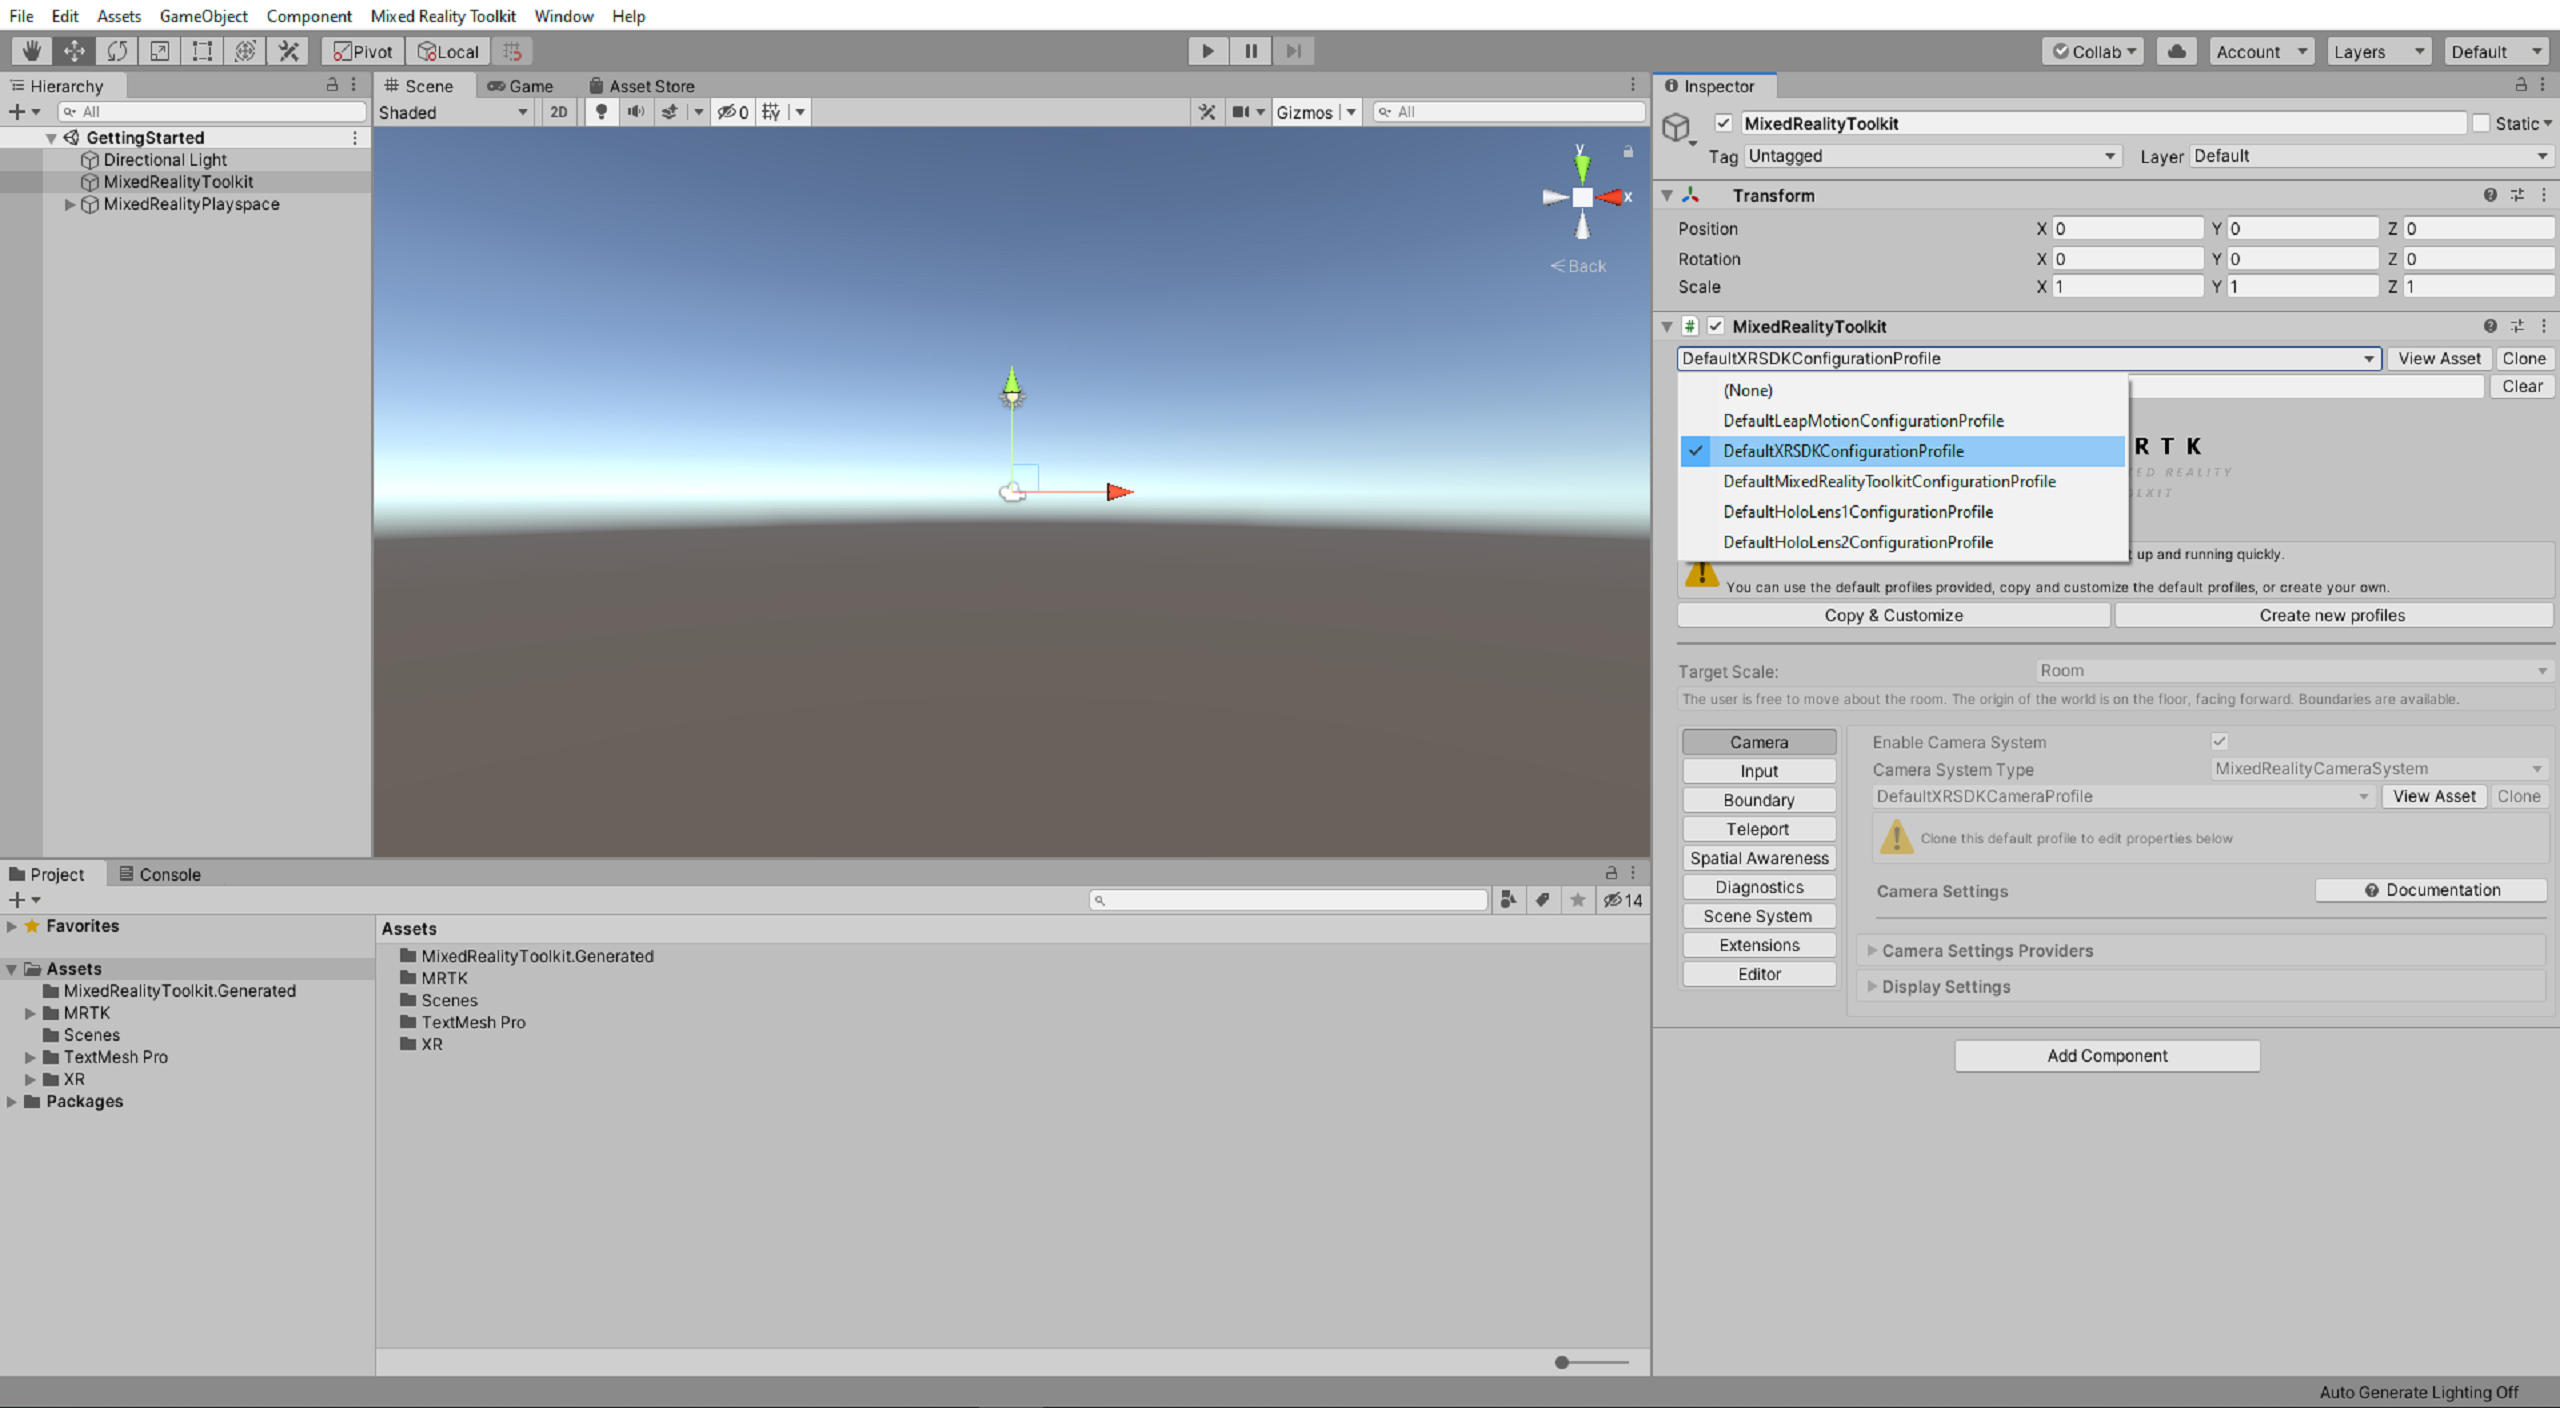 File Edit Assets GameObject Component Mixed Reality Toolkit Window Help
Pivot Local Collab Account Layers Default
Hierarchy
All
GettingStarted
Directional Light
MixedRealityToolkit
MixedRealityPlayspace
Scene Game Asset Store
Shaded 2D 0 Gizmos All
y
x
Back
Inspector
MixedRealityToolkit Static
Tag Untagged Layer Default
Transform
Position X 0 Y 0 Z 0
Rotation X 0 Y 0 Z 0
Scale X 1 Y 1 Z 1
# MixedRealityToolkit
DefaultXRSDKConfigurationProfile View Asset Clone
Clear
(None)
DefaultLeapMotionConfigurationProfile
DefaultXRSDKConfigurationProfile
DefaultMixedRealityToolkitConfigurationProfile
DefaultHoloLens1ConfigurationProfile
DefaultHoloLens2ConfigurationProfile
R T K
ED REALITY
LKIT
up and running quickly.
You can use the default profiles provided, copy and customize the default profiles, or create your own.
Copy & Customize Create new profiles
Target Scale: Room
The user is free to move about the room. The origin of the world is on the floor, facing forward. Boundaries are available.
Camera
Input
Boundary
Teleport
Spatial Awareness
Diagnostics
Scene System
Extensions
Editor
Enable Camera System
Camera System Type MixedRealityCameraSystem
DefaultXRSDKCameraProfile View Asset Clone
Clone this default profile to edit properties below
Camera Settings Documentation
Camera Settings Providers
Display Settings
Add Component
Project Console
14
Favorites
Assets
MixedRealityToolkit.Generated
MRTK
Scenes
TextMesh Pro
XR
Packages
Assets
MixedRealityToolkit.Generated
MRTK
Scenes
TextMesh Pro
XR
Auto Generate Lighting Off